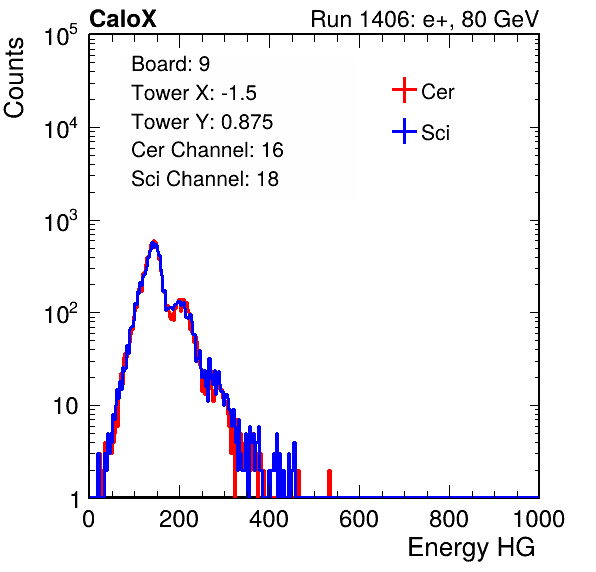 CaloX Run 1406: e+, 80 GeV
Counts
10^5
Board: 9
Tower X: -1.5
Tower Y: 0.875
Cer Channel: 16
Sci Channel: 18
Cer
Sci
10^4
10^3
10^2
10
1
0 200 400 600 800 1000
Energy HG